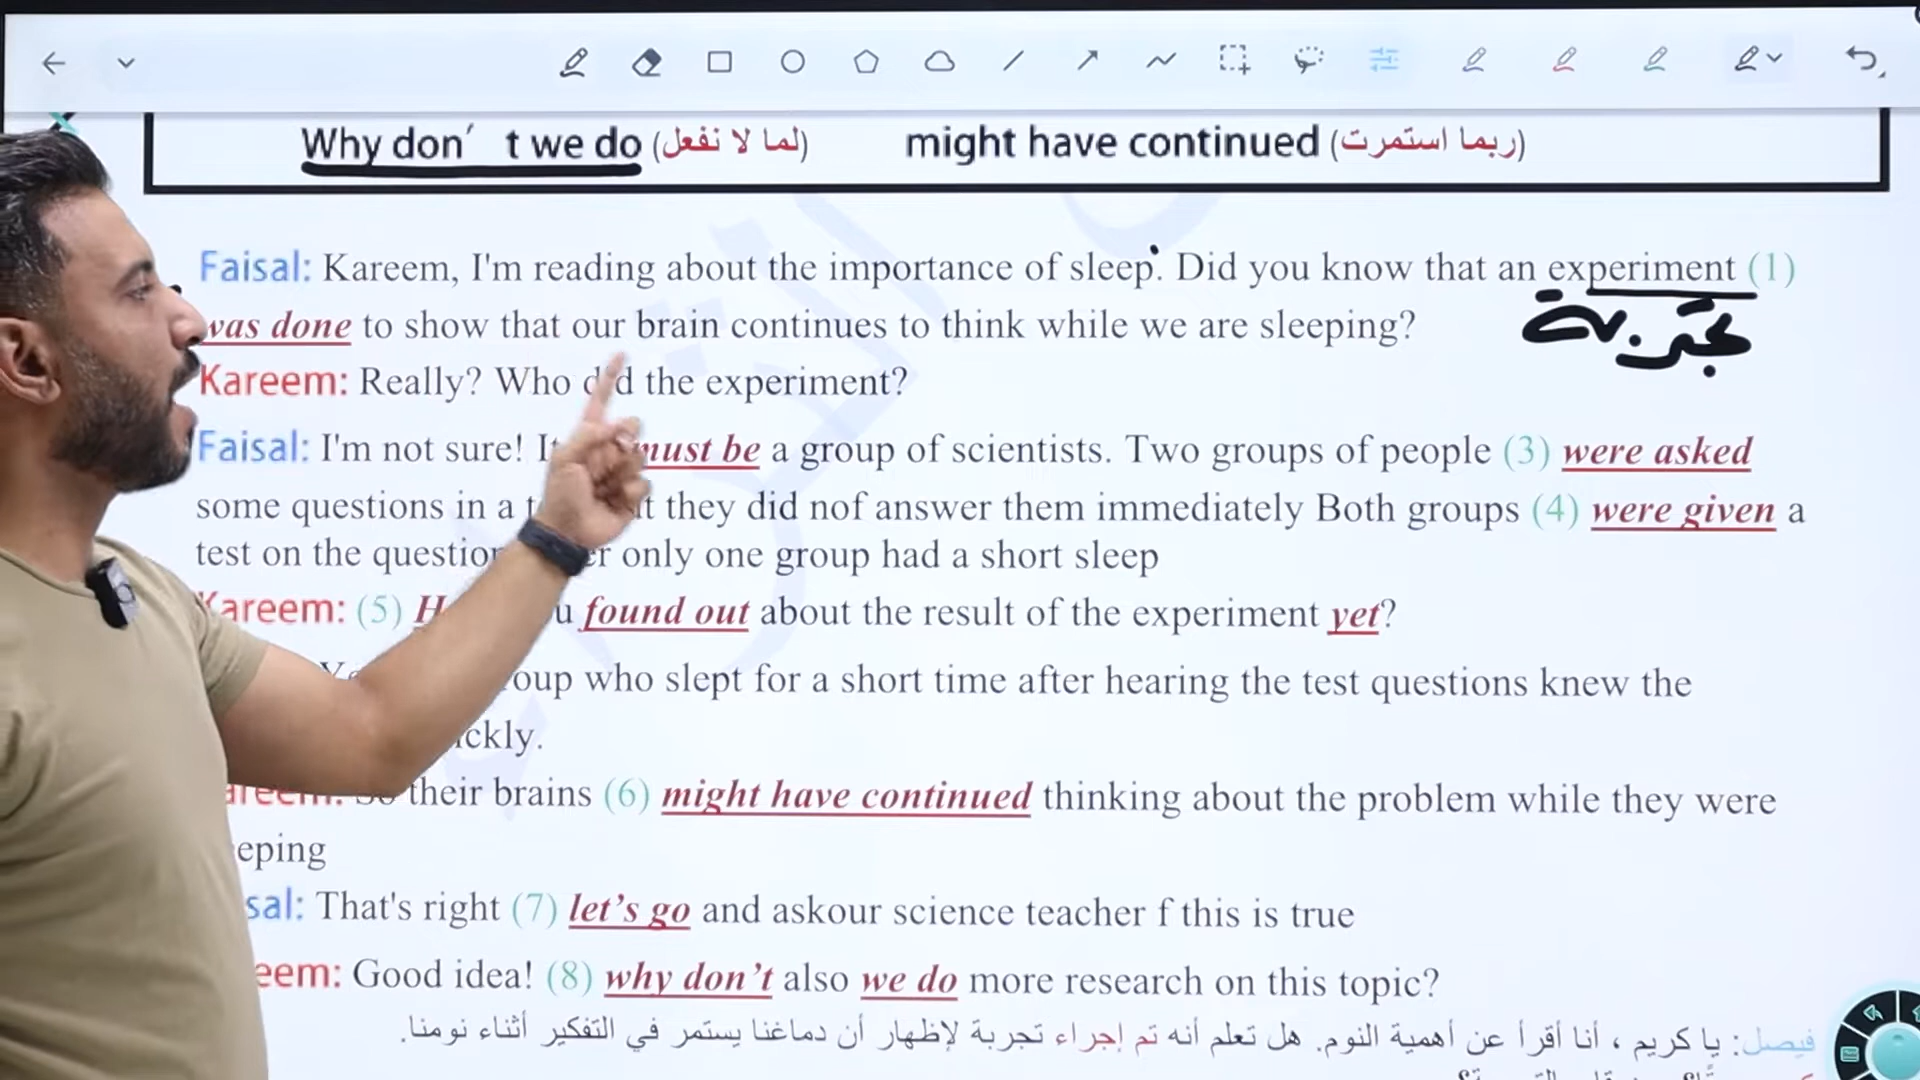 Why don' t we do (لما لا نفعل) might have continued (ربما استمرت)
Faisal: Kareem, I'm reading about the importance of sleep. Did you know that an experiment (1)
was done to show that our brain continues to think while we are sleeping?
تجربة
Kareem: Really? Who did the experiment?
Faisal: I'm not sure! It must be a group of scientists. Two groups of people (3) were asked
some questions in a they did nof answer them immediately Both groups (4) were given a
test on the only one group had a short sleep
Kareem: (5) found out about the result of the experiment yet?
who slept for a short time after hearing the test questions knew the
their brains (6) might have continued thinking about the problem while they were
That's right (7) let's go and askour science teacher f this is true
Good idea! (8) why don't also we do more research on this topic?
فيصل: يا كريم ، أنا أقرأ عن أهمية النوم. هل تعلم أنه تم إجراء تجربة لإظهار أن دماغنا يستمر في التفكير أثناء نومنا.